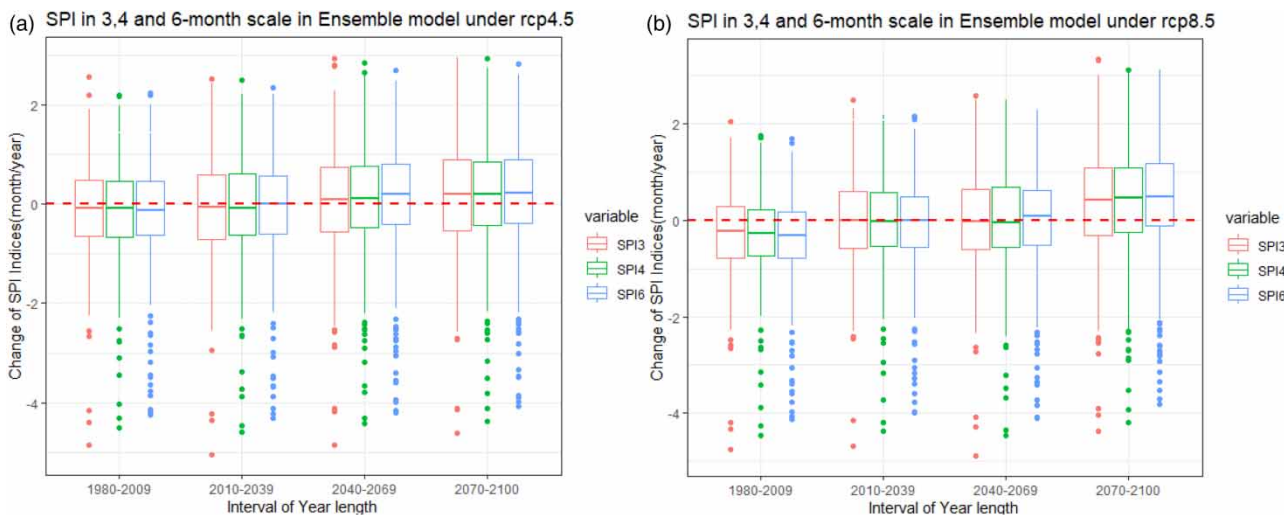 (a)
SPI in 3,4 and 6-month scale in Ensemble model under rcp4.5
Change of SPI Indices(month/year)
2
0
-2
-4
1980-2009
2010-2039
2040-2069
2070-2100
Interval of Year length
variable
SPI3
SPI4
SPI6
(b)
SPI in 3,4 and 6-month scale in Ensemble model under rcp8.5
Change of SPI Indices(month/year)
2
0
-2
-4
1980-2009
2010-2039
2040-2069
2070-2100
Interval of Year length
variable
SPI3
SPI4
SPI6